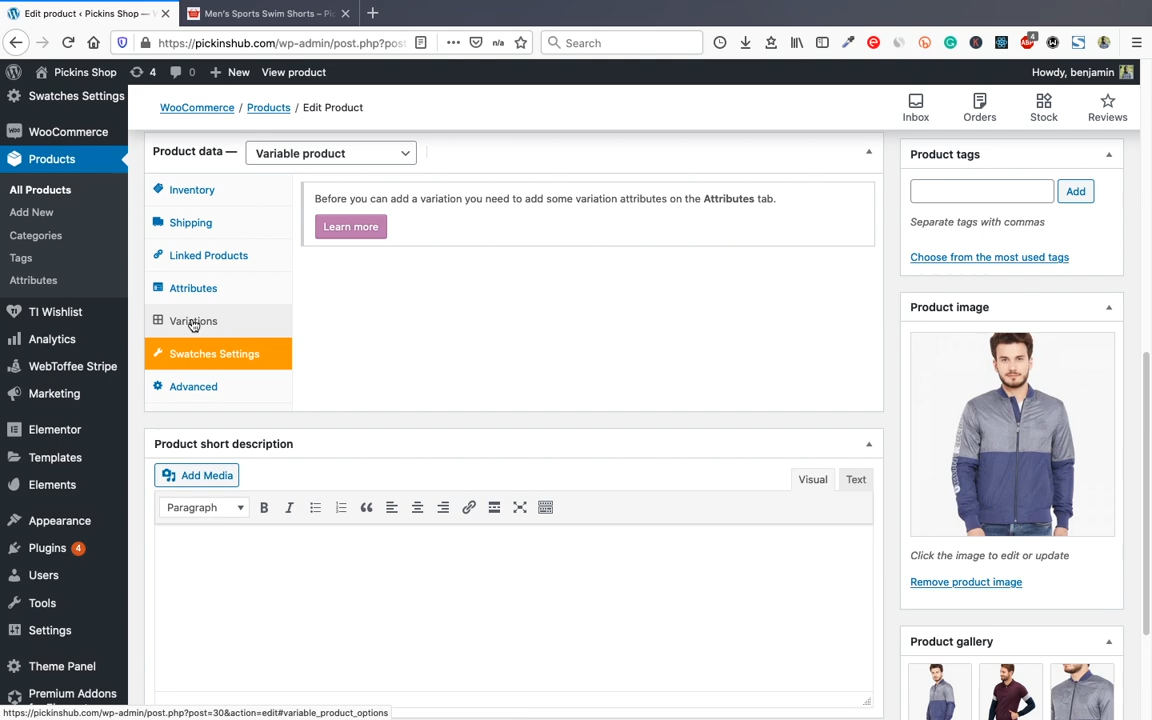 Edit product ‹ Pickins Shop —
Men's Sports Swim Shorts – Pic
https://pickinshub.com/wp-admin/post.php?post
n/a
Search
4
Pickins Shop
4
0
New
View product
Howdy, benjamin
Swatches Settings
WooCommerce
Products
All Products
Add New
Categories
Tags
Attributes
TI Wishlist
Analytics
WebToffee Stripe
Marketing
Elementor
Templates
Elements
Appearance
Plugins 4
Users
Tools
Settings
Theme Panel
Premium Addons
WooCommerce / Products / Edit Product
Inbox
Orders
Stock
Reviews
Product data —
Variable product
Inventory
Shipping
Linked Products
Attributes
Variations
Swatches Settings
Advanced
Before you can add a variation you need to add some variation attributes on the Attributes tab.
Learn more
Product short description
Add Media
Visual
Text
Paragraph
Product tags
Add
Separate tags with commas
Choose from the most used tags
Product image
Click the image to edit or update
Remove product image
Product gallery
https://pickinshub.com/wp-admin/post.php?post=30&action=edit#variable_product_options